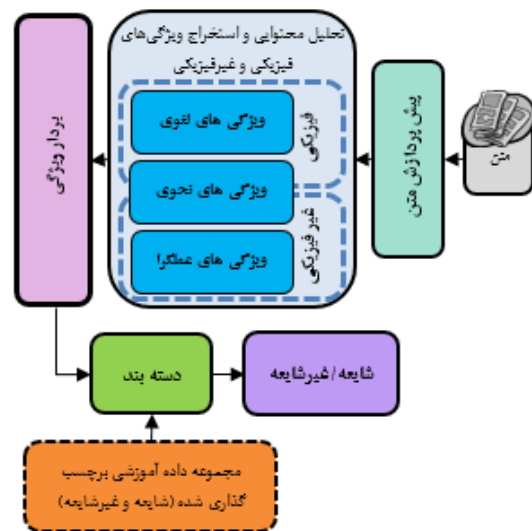 متن
پیش پردازش متن
تحلیل محتوایی و استخراج ویژگی‌های
فیزیکی و غیرفیزیکی
فیزیکی
ویژگی های لغوی
ویژگی های نحوی
غیر فیزیکی
ویژگی های عملگرا
بردار ویژگی
دسته بند
شایعه/غیرشایعه
مجموعه داده آموزشی برچسب
گذاری شده (شایعه و غیرشایعه)